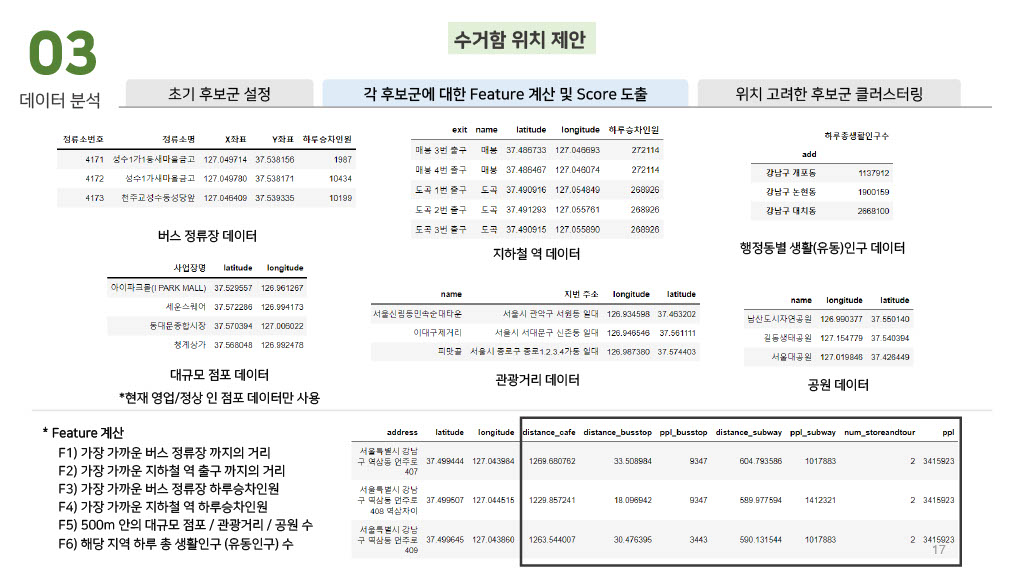 03
데이터 분석
수거함 위치 제안
초기 후보군 설정
각 후보군에 대한 Feature 계산 및 Score 도출
위치 고려한 후보군 클러스터링
정류소번호 정류소명 X좌표 Y좌표 하루승차인원
4171 성수1가1동새마을금고 127.049714 37.538156 1987
4172 성수1가새마을금고 127.049780 37.538171 10434
4173 천주교성수동성당앞 127.046409 37.539335 10199
버스 정류장 데이터
exit name latitude longitude 하루승차인원
매봉 3번 출구 매봉 37.486733 127.046693 272114
매봉 4번 출구 매봉 37.486467 127.046074 272114
도곡 1번 출구 도곡 37.490916 127.054849 268926
도곡 2번 출구 도곡 37.491293 127.055761 268926
도곡 3번 출구 도곡 37.490915 127.055890 268926
지하철 역 데이터
하루총생활인구수
add
강남구 개포동 1137912
강남구 논현동 1900159
강남구 대치동 2668100
행정동별 생활(유동)인구 데이터
사업장명 latitude longitude
아이파크몰(I PARK MALL) 37.529557 126.961267
세운스퀘어 37.572286 126.994173
동대문종합시장 37.570394 127.006022
청계상가 37.568048 126.992478
대규모 점포 데이터
*현재 영업/정상 인 점포 데이터만 사용
name 지번 주소 longitude latitude
서울신림동민속순대타운 서울시 관악구 서원동 일대 126.934598 37.463202
이대구제거리 서울시 서대문구 신촌동 일대 126.946546 37.561111
피맛골 서울시 종로구 종로1.2.3.4가동 일대 126.987380 37.574403
관광거리 데이터
name longitude latitude
남산도시자연공원 126.990377 37.550140
길동생태공원 127.154779 37.540394
서울대공원 127.019846 37.426449
공원 데이터
* Feature 계산
F1) 가장 가까운 버스 정류장 까지의 거리
F2) 가장 가까운 지하철 역 출구 까지의 거리
F3) 가장 가까운 버스 정류장 하루승차인원
F4) 가장 가까운 지하철 역 하루승차인원
F5) 500m 안의 대규모 점포 / 관광거리 / 공원 수
F6) 해당 지역 하루 총 생활인구 (유동인구) 수
address latitude longitude distance_cafe distance_busstop ppl_busstop distance_subway ppl_subway num_storeandtour ppl
서울특별시 강남
구 역삼동 언주로 37.499444 127.043984 1269.680762 33.508984 9347 604.793586 1017883 2 3415923
407
서울특별시 강남
구 역삼동 언주로 37.499507 127.044515 1229.857241 18.096942 9347 589.977594 1412321 2 3415923
408 역삼자이
서울특별시 강남
구 역삼동 언주로 37.499645 127.043860 1263.544007 30.476395 3443 590.131544 1017883 2 3415923
409
17